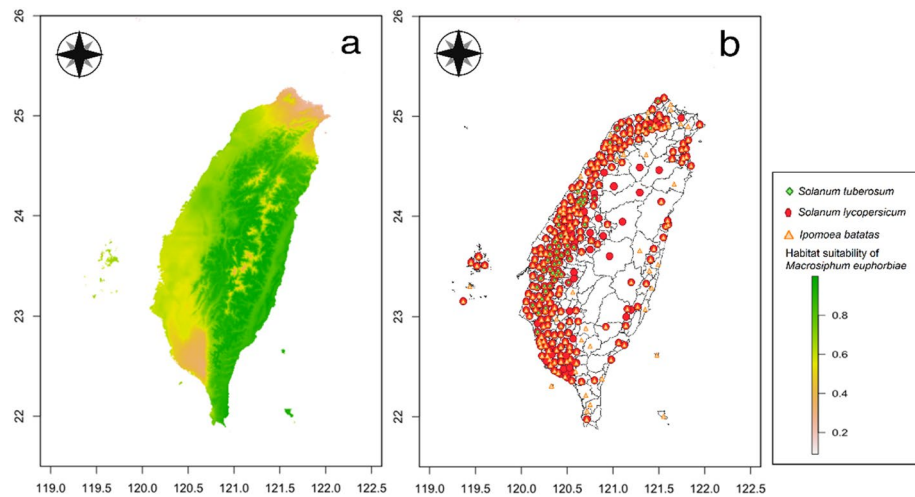 a
26
25
24
23
22
119.0 119.5 120.0 120.5 121.0 121.5 122.0 122.5
b
26
25
24
23
22
119.0 119.5 120.0 120.5 121.0 121.5 122.0 122.5
Solanum tuberosum
Solanum lycopersicum
Ipomoea batatas
Habitat suitability of
Macrosiphum euphorbiae
0.8
0.6
0.4
0.2